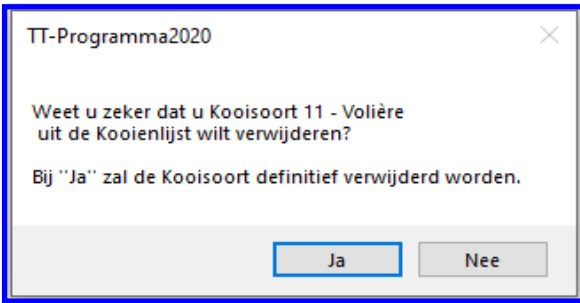 TT-Programma2020
Weet u zeker dat u Kooisoort 11 - Volière
uit de Kooienlijst wilt verwijderen?
Bij ''Ja'' zal de Kooisoort definitief verwijderd worden.
Ja
Nee